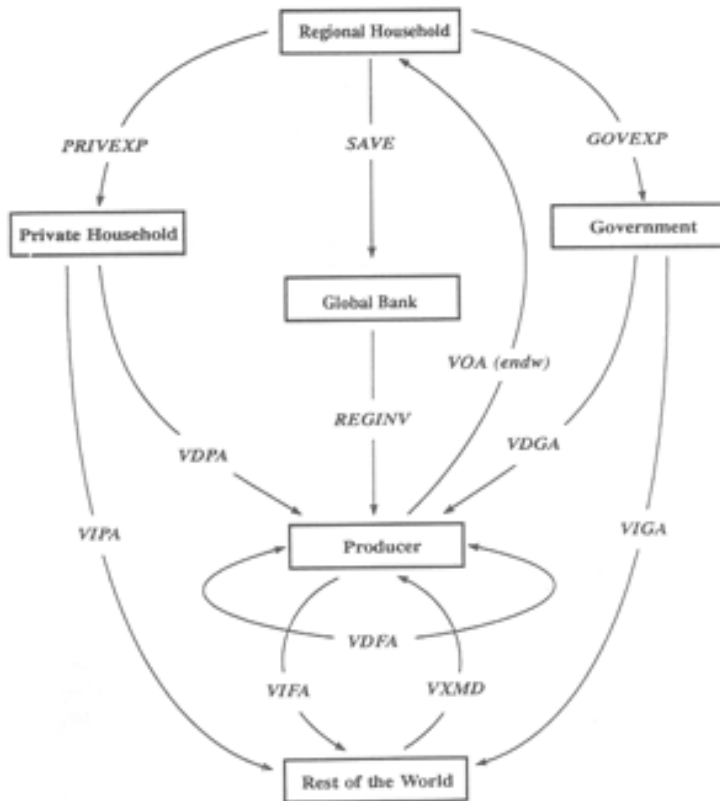 Regional Household
PRIVEXP
SAVE
GOVEXP
Private Household
Government
Global Bank
VOA (endw)
REGINV
VDPA
VDGA
VIPA
VIGA
Producer
VDFA
VIFA
VXMD
Rest of the World